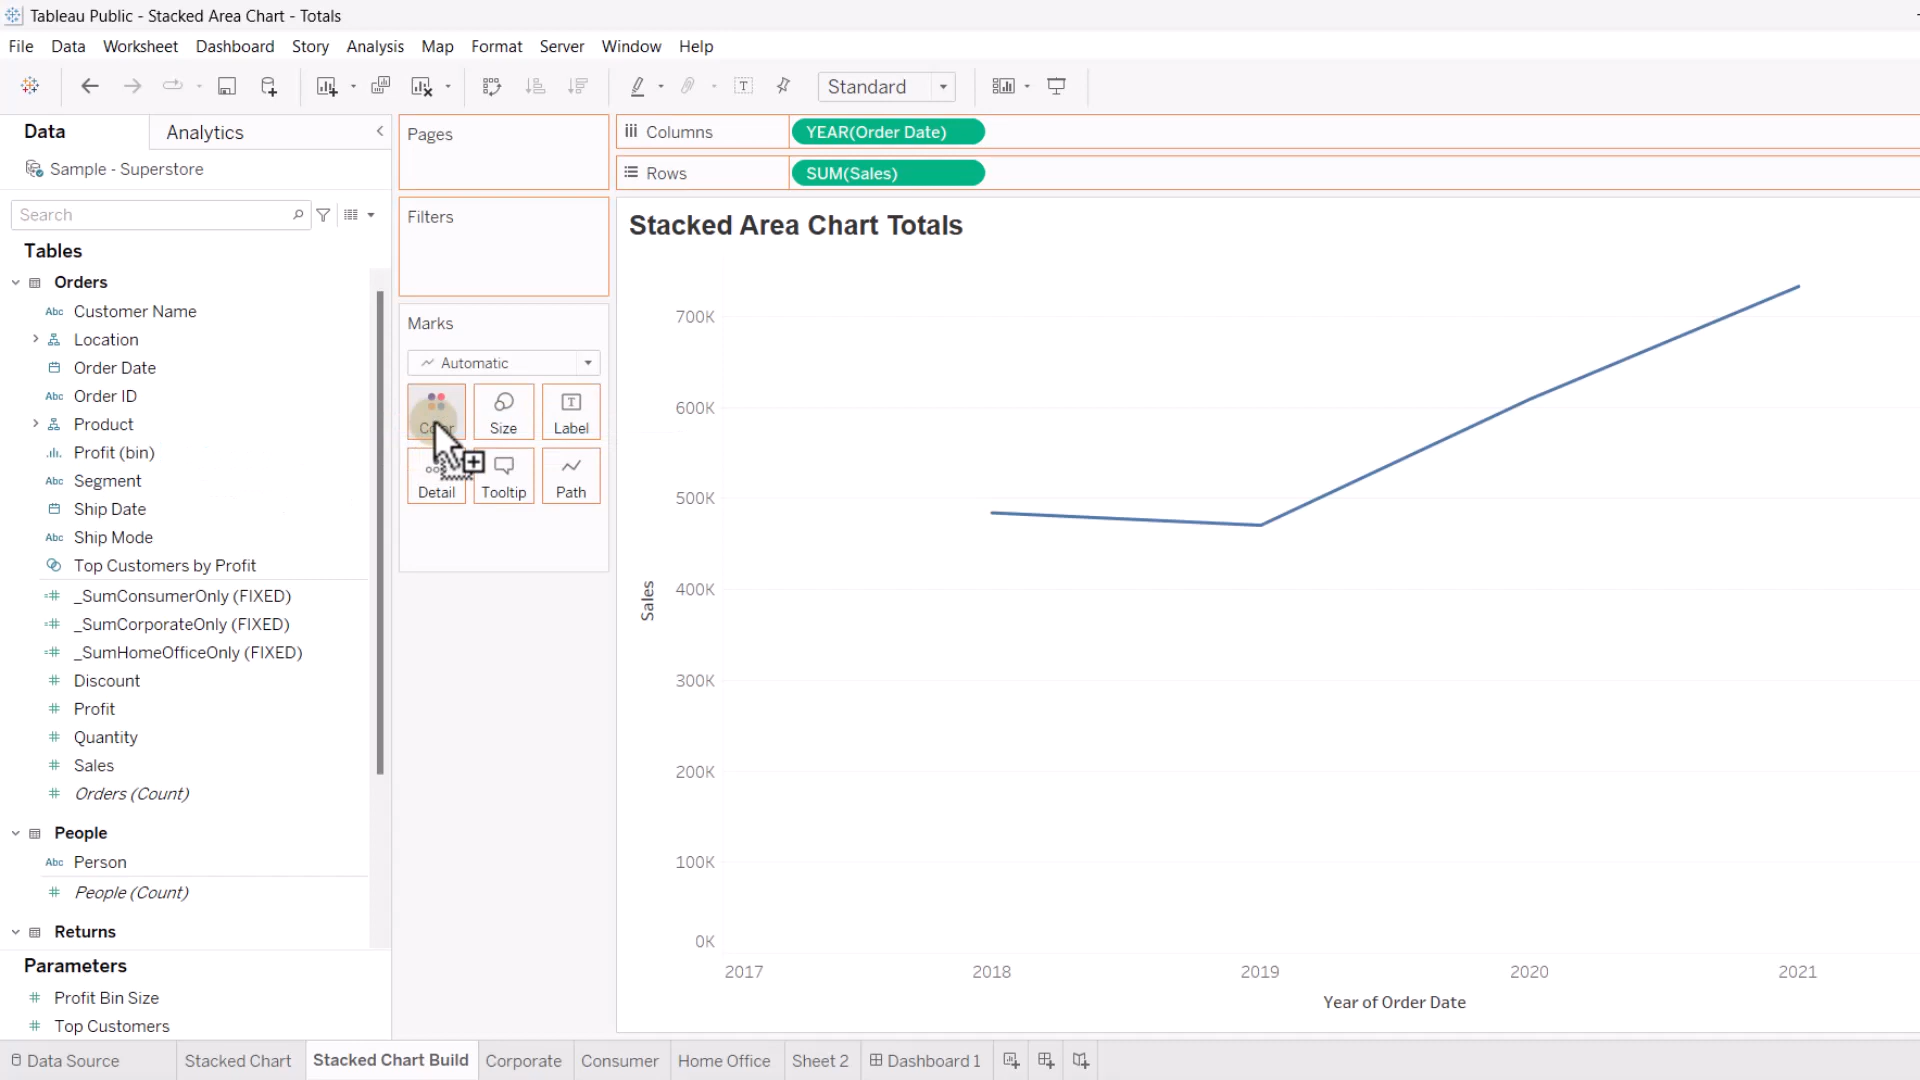 Tableau Public - Stacked Area Chart - Totals
File Data Worksheet Dashboard Story Analysis Map Format Server Window Help
Standard
Data
Analytics
Sample - Superstore
Search
Tables
Orders
Abc Customer Name
Location
Order Date
Abc Order ID
Product
Profit (bin)
Abc Segment
Ship Date
Abc Ship Mode
Top Customers by Profit
_SumConsumerOnly (FIXED)
_SumCorporateOnly (FIXED)
_SumHomeOfficeOnly (FIXED)
Discount
Profit
Quantity
Sales
Orders (Count)
People
Abc Person
People (Count)
Returns
Parameters
Profit Bin Size
Top Customers
Pages
Filters
Marks
Automatic
Color Size Label
Detail Tooltip Path
Columns YEAR(Order Date)
Rows SUM(Sales)
Stacked Area Chart Totals
700K
600K
500K
400K
300K
200K
100K
0K
Sales
2017 2018 2019 2020 2021
Year of Order Date
Data Source Stacked Chart Stacked Chart Build Corporate Consumer Home Office Sheet 2 Dashboard 1